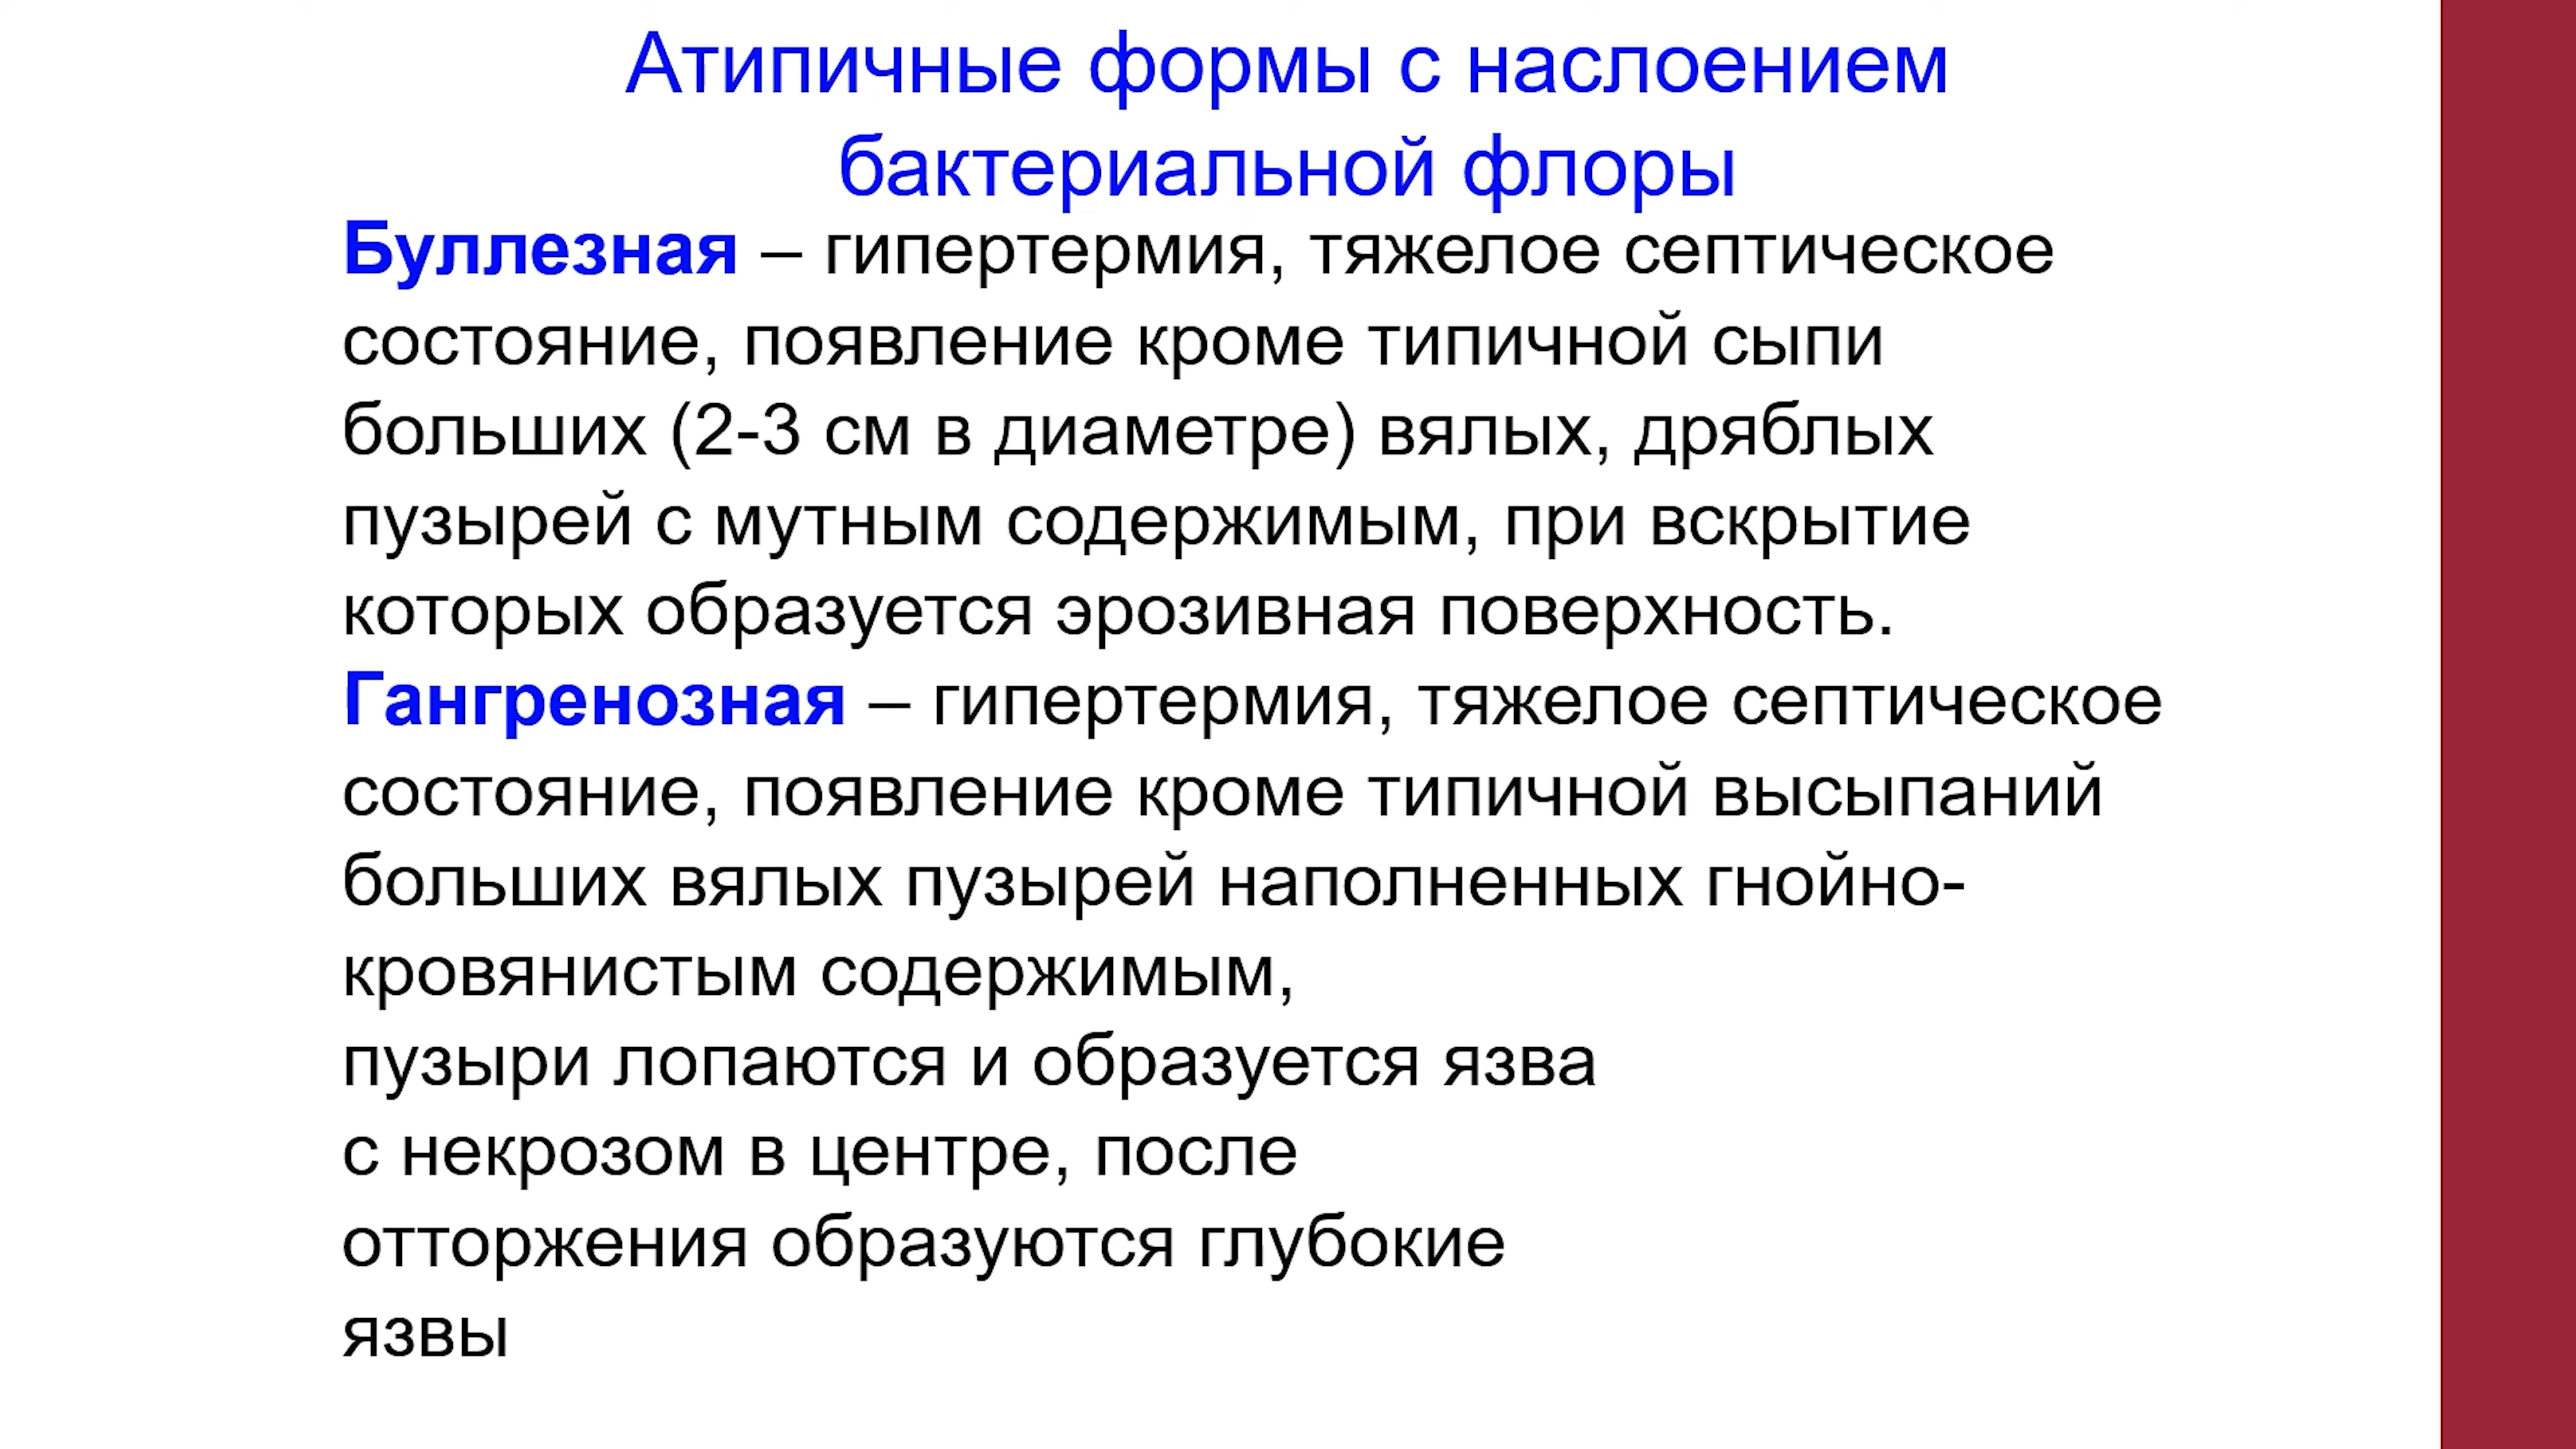 Атипичные формы с наслоением
бактериальной флоры
Буллезная – гипертермия, тяжелое септическое
состояние, появление кроме типичной сыпи
больших (2-3 см в диаметре) вялых, дряблых
пузырей с мутным содержимым, при вскрытие
которых образуется эрозивная поверхность.
Гангренозная – гипертермия, тяжелое септическое
состояние, появление кроме типичной высыпаний
больших вялых пузырей наполненных гнойно-
кровянистым содержимым,
пузыри лопаются и образуется язва
с некрозом в центре, после
отторжения образуются глубокие
язвы